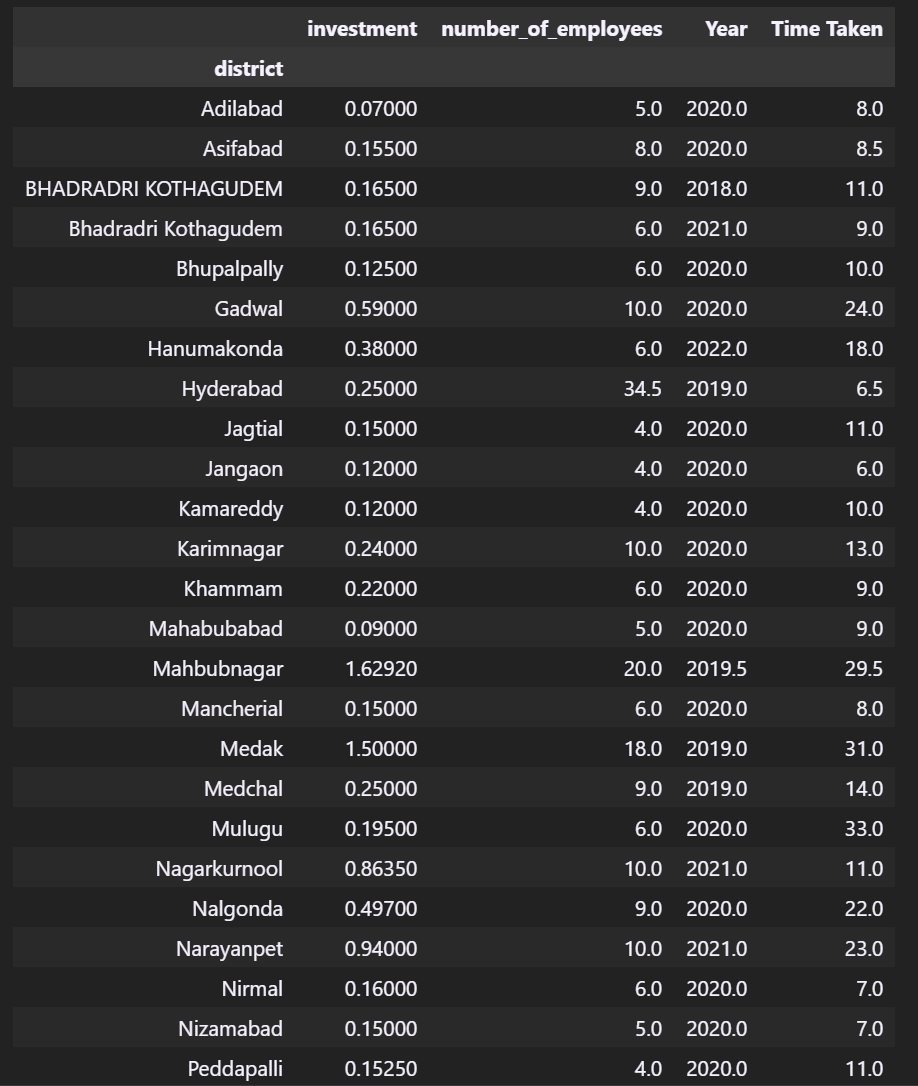 investment number_of_employees Year Time Taken
district
Adilabad 0.07000 5.0 2020.0 8.0
Asifabad 0.15500 8.0 2020.0 8.5
BHADRADRI KOTHAGUDEM 0.16500 9.0 2018.0 11.0
Bhadradri Kothagudem 0.16500 6.0 2021.0 9.0
Bhupalpally 0.12500 6.0 2020.0 10.0
Gadwal 0.59000 10.0 2020.0 24.0
Hanumakonda 0.38000 6.0 2022.0 18.0
Hyderabad 0.25000 34.5 2019.0 6.5
Jagtial 0.15000 4.0 2020.0 11.0
Jangaon 0.12000 4.0 2020.0 6.0
Kamareddy 0.12000 4.0 2020.0 10.0
Karimnagar 0.24000 10.0 2020.0 13.0
Khammam 0.22000 6.0 2020.0 9.0
Mahabubabad 0.09000 5.0 2020.0 9.0
Mahbubnagar 1.62920 20.0 2019.5 29.5
Mancherial 0.15000 6.0 2020.0 8.0
Medak 1.50000 18.0 2019.0 31.0
Medchal 0.25000 9.0 2019.0 14.0
Mulugu 0.19500 6.0 2020.0 33.0
Nagarkurnool 0.86350 10.0 2021.0 11.0
Nalgonda 0.49700 9.0 2020.0 22.0
Narayanpet 0.94000 10.0 2021.0 23.0
Nirmal 0.16000 6.0 2020.0 7.0
Nizamabad 0.15000 5.0 2020.0 7.0
Peddapalli 0.15250 4.0 2020.0 11.0